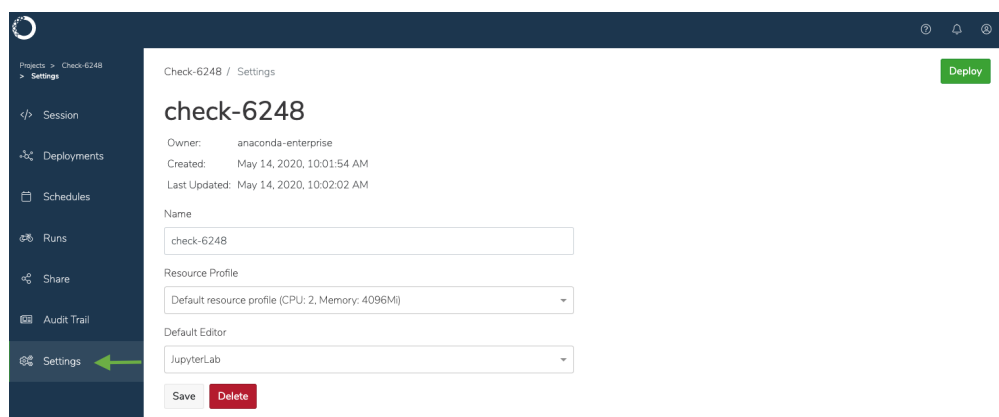 Projects > Check-6248
> Settings
Session
Deployments
Schedules
Runs
Share
Audit Trail
Settings
Check-6248 / Settings
Deploy
check-6248
Owner: anaconda-enterprise
Created: May 14, 2020, 10:01:54 AM
Last Updated: May 14, 2020, 10:02:02 AM
Name
check-6248
Resource Profile
Default resource profile (CPU: 2, Memory: 4096Mi)
Default Editor
JupyterLab
Save Delete